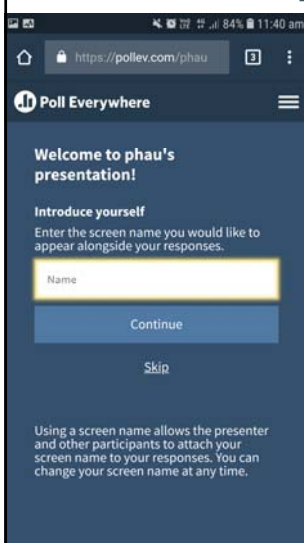 84% 11:40 am
https://pollev.com/phau 3
Poll Everywhere
Welcome to phau's
presentation!
Introduce yourself
Enter the screen name you would like to
appear alongside your responses.
Name
Continue
Skip
Using a screen name allows the presenter
and other participants to attach your
screen name to your responses. You can
change your screen name at any time.